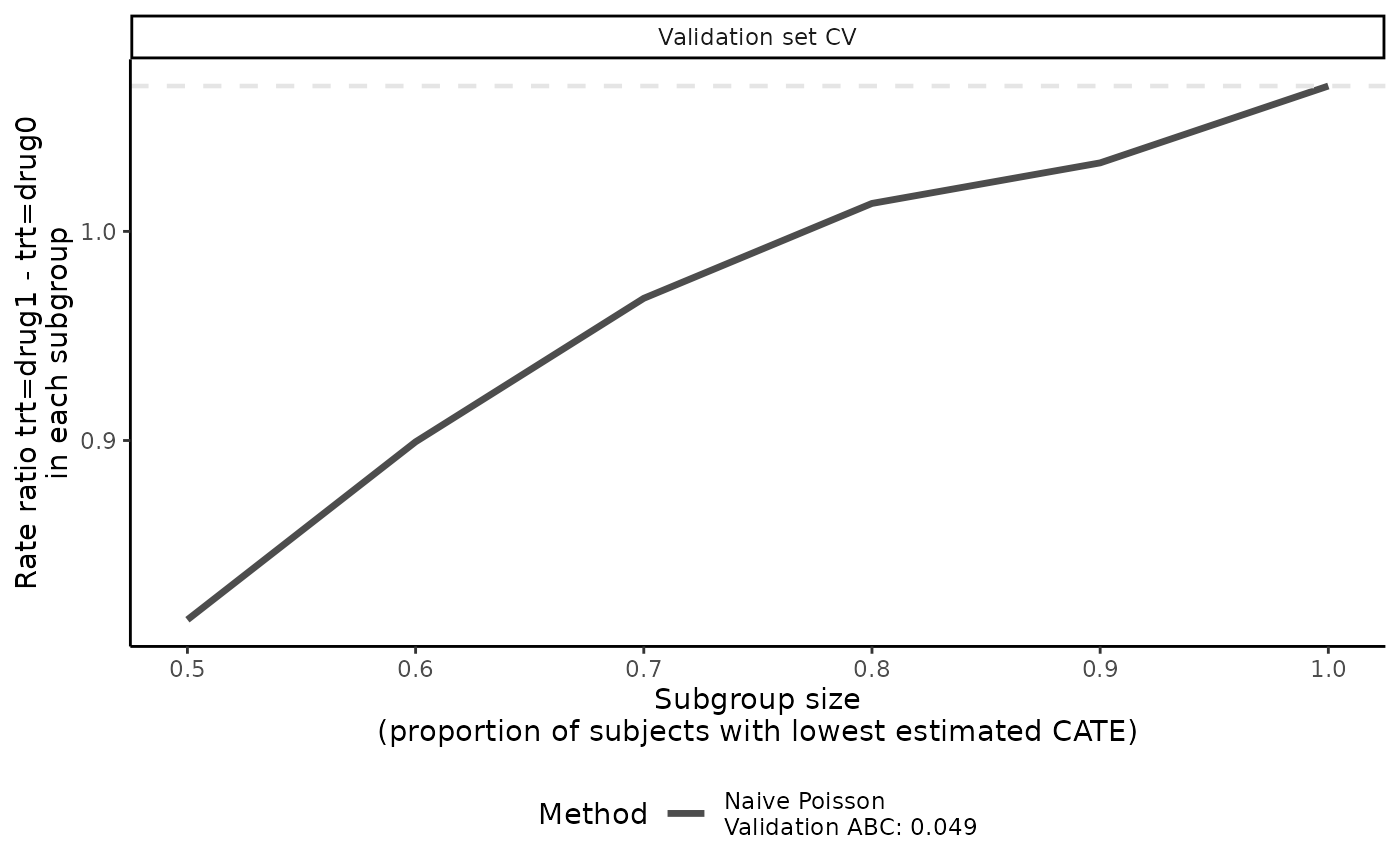 Validation set CV
Rate ratio trt=drug1 - trt=drug0
in each subgroup
1.0
0.9
0.5 0.6 0.7 0.8 0.9 1.0
Subgroup size
(proportion of subjects with lowest estimated CATE)
Method
Naive Poisson
Validation ABC: 0.049